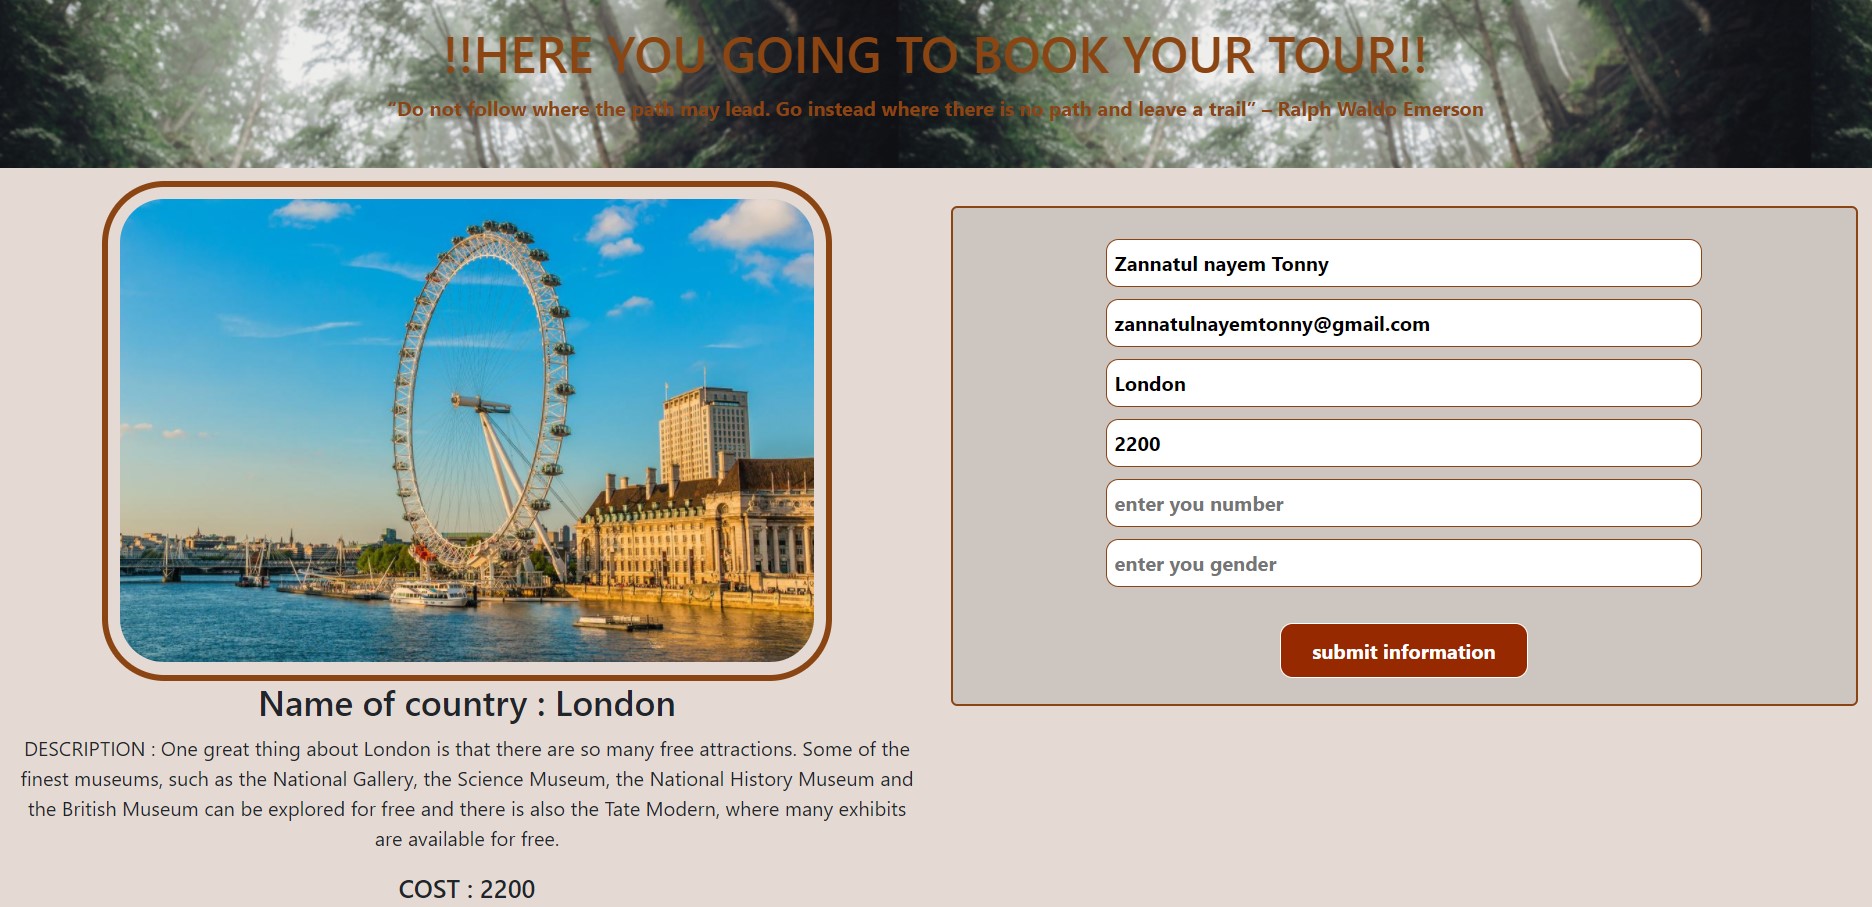 !!HERE YOU GOING TO BOOK YOUR TOUR!!
“Do not follow where the path may lead. Go instead where there is no path and leave a trail” – Ralph Waldo Emerson
Name of country : London
DESCRIPTION : One great thing about London is that there are so many free attractions. Some of the
finest museums, such as the National Gallery, the Science Museum, the National History Museum and
the British Museum can be explored for free and there is also the Tate Modern, where many exhibits
are available for free.
COST : 2200
Zannatul nayem Tonny
zannatulnayemtonny@gmail.com
London
2200
enter you number
enter you gender
submit information